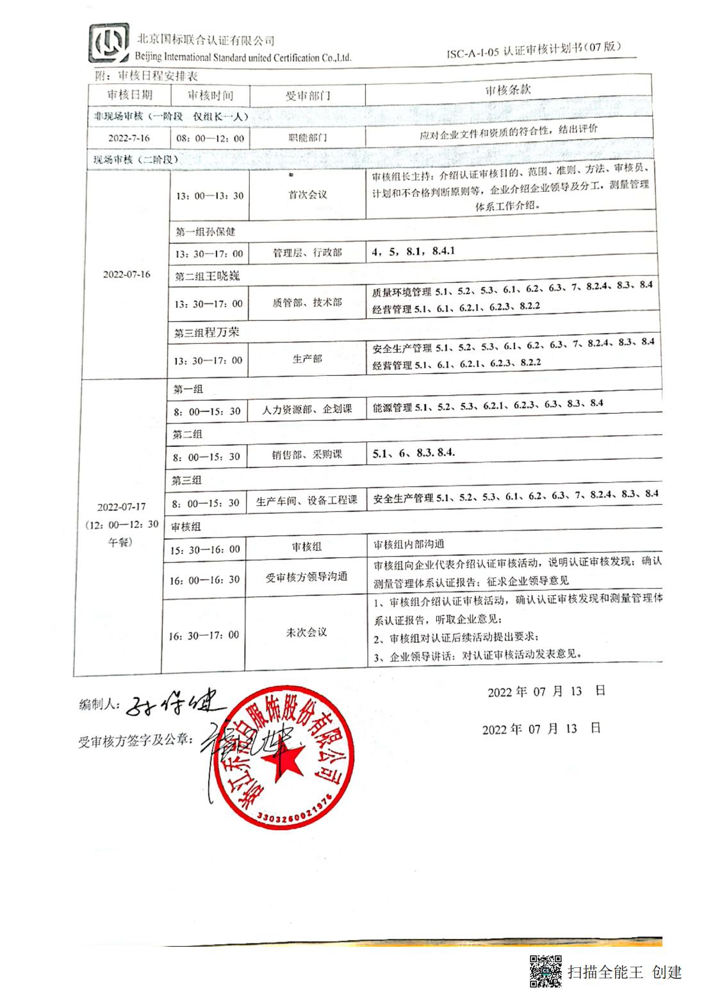 北京国标联合认证有限公司
Beijing International Standard united Certification Co.,Ltd.
ISC-A-I-05 认证审核计划书(07 版)
附：审核日程安排表
审核日期 审核时间 受审部门 审核条款
非现场审核（一阶段 仅组长一人）
2022-7-16 08：00—12：00 职能部门 应对企业文件和资质的符合性，结出评价
现场审核（二阶段）
2022-07-16
13：00—13：30 首次会议
审核组长主持：介绍认证审核目的、范围、准则、方法、审核员、
计划和不合格判断原则等，企业介绍企业领导及分工，测量管理
体系工作介绍。
第一组孙保健
13：30—17：00 管理层、行政部 4，5，8.1，8.4.1
第二组王晓巍
13：30—17：00 质管部、技术部
质量环境管理 5.1、5.2、5.3、6.1、6.2、6.3、7、8.2.4、8.3、8.4
经营管理 5.1、6.1、6.2.1、6.2.3、8.2.2
第三组程万荣
13：30—17：00 生产部
安全生产管理 5.1、5.2、5.3、6.1、6.2、6.3、7、8.2.4、8.3、8.4
经营管理 5.1、6.1、6.2.1、6.2.3、8.2.2
2022-07-17
（12：00—12：30
午餐）
第一组
8：00—15：30 人力资源部、企划课 能源管理 5.1、5.2、5.3、6.2.1、6.2.3、6.3、8.3、8.4
第二组
8：00—15：30 销售部、采购课 5.1、6、8.3. 8.4.
第三组
8：00—15：30 生产车间、设备工程课 安全生产管理 5.1、5.2、5.3、6.1、6.2、6.3、7、8.2.4、8.3、8.4
审核组
15：30—16：00 审核组 审核组内部沟通
16：00—16：30 受审核方领导沟通
审核组向企业代表介绍认证审核活动，说明认证审核发现；确认
测量管理体系认证报告；征求企业领导意见
16：30—17：00 末次会议
1、审核组介绍认证审核活动，确认认证审核发现和测量管理体
系认证报告，听取企业意见；
2、审核组对认证后续活动提出要求；
3、企业领导讲话：对认证审核活动发表意见。
编制人：孙保健 2022 年 07 月 13 日
受审核方签字及公章： 2022 年 07 月 13 日
浙江乔治白服饰股份有限公司
3303260021976
扫描全能王 创建